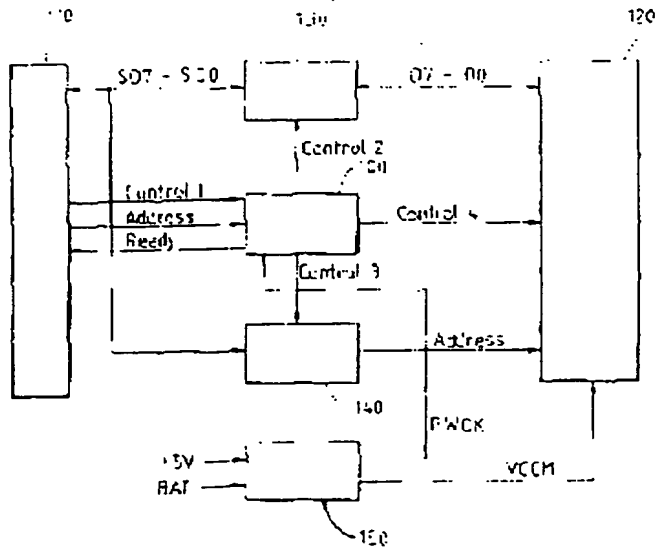 120
SD7 - SD0
D7 - D0
Control 2
Control 1
Address
Ready
Control 4
Control 3
Address
140
+5V
BAT
VCCM